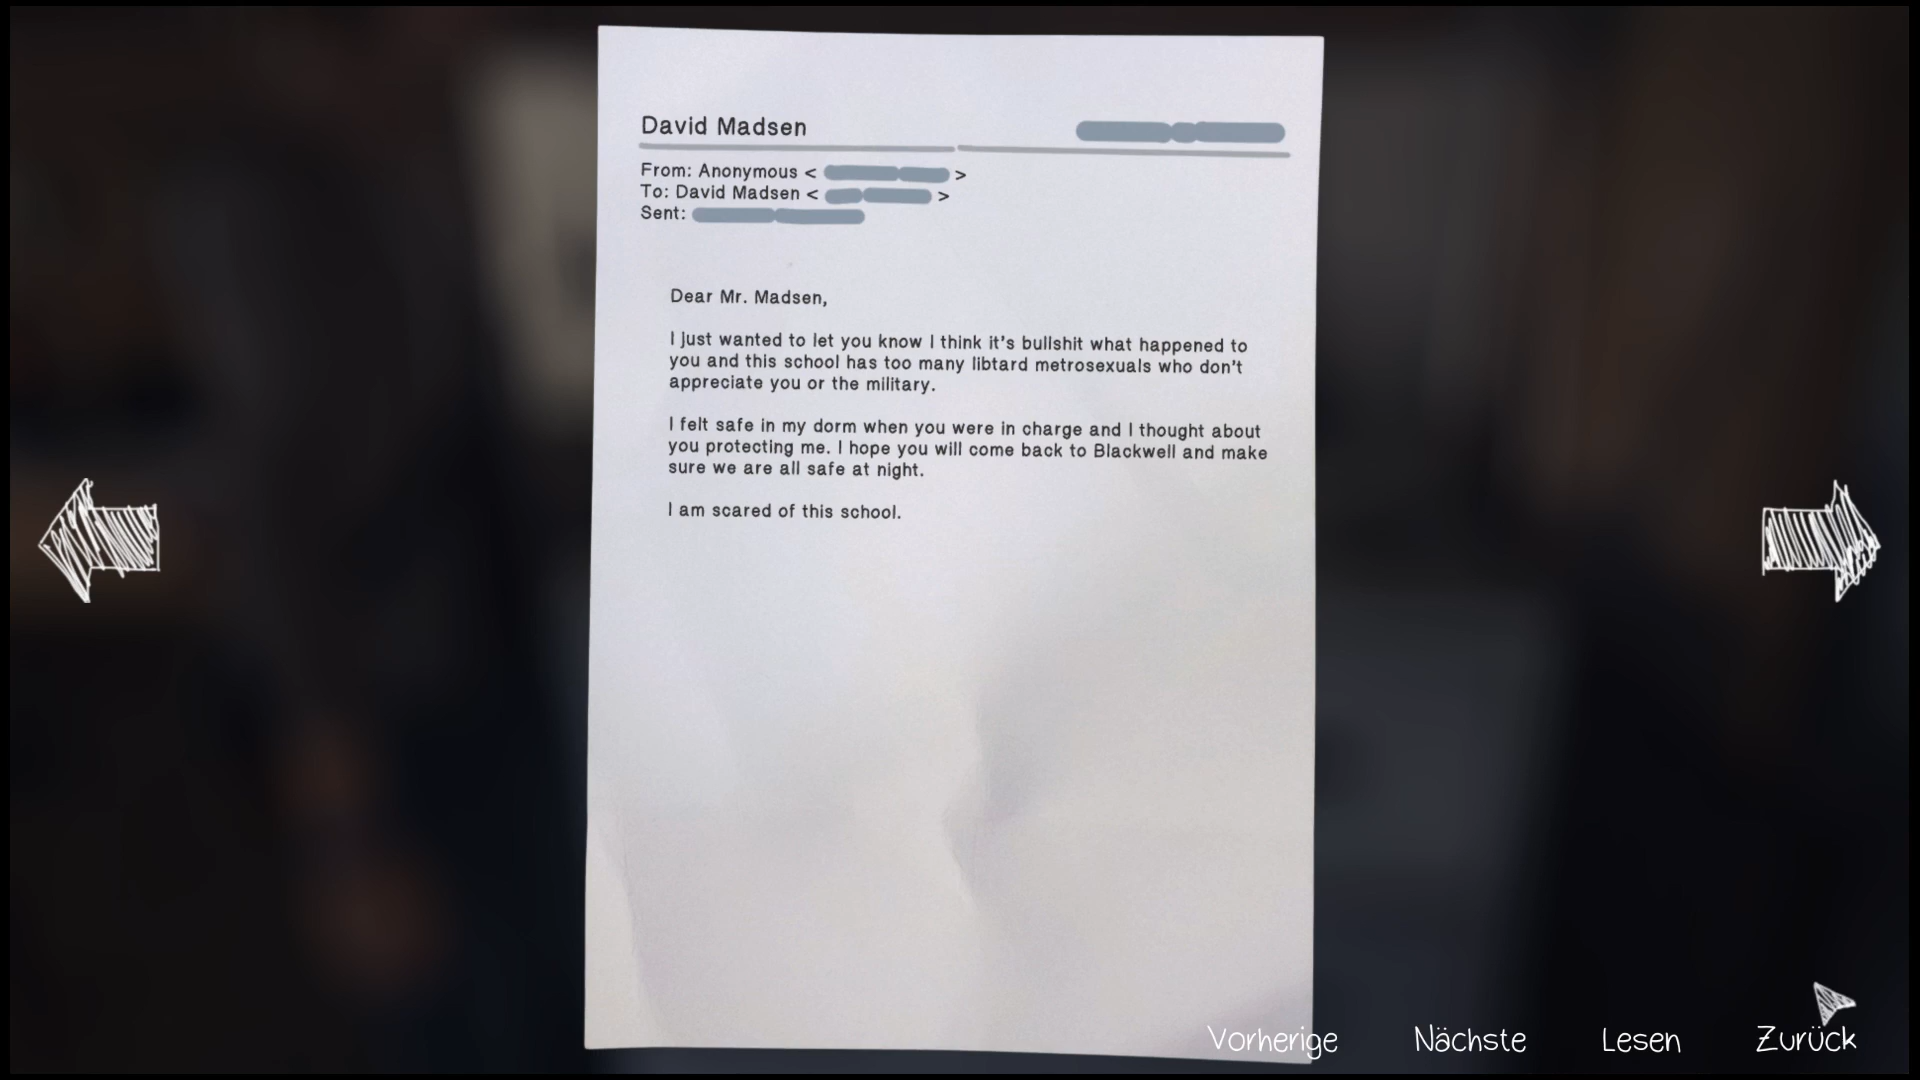 David Madsen
From: Anonymous < >
To: David Madsen < >
Sent:
Dear Mr. Madsen,
I just wanted to let you know I think it's bullshit what happened to
you and this school has too many libtard metrosexuals who don't
appreciate you or the military.
I felt safe in my dorm when you were in charge and I thought about
you protecting me. I hope you will come back to Blackwell and make
sure we are all safe at night.
I am scared of this school.
Vorherige Nächste Lesen Zurück